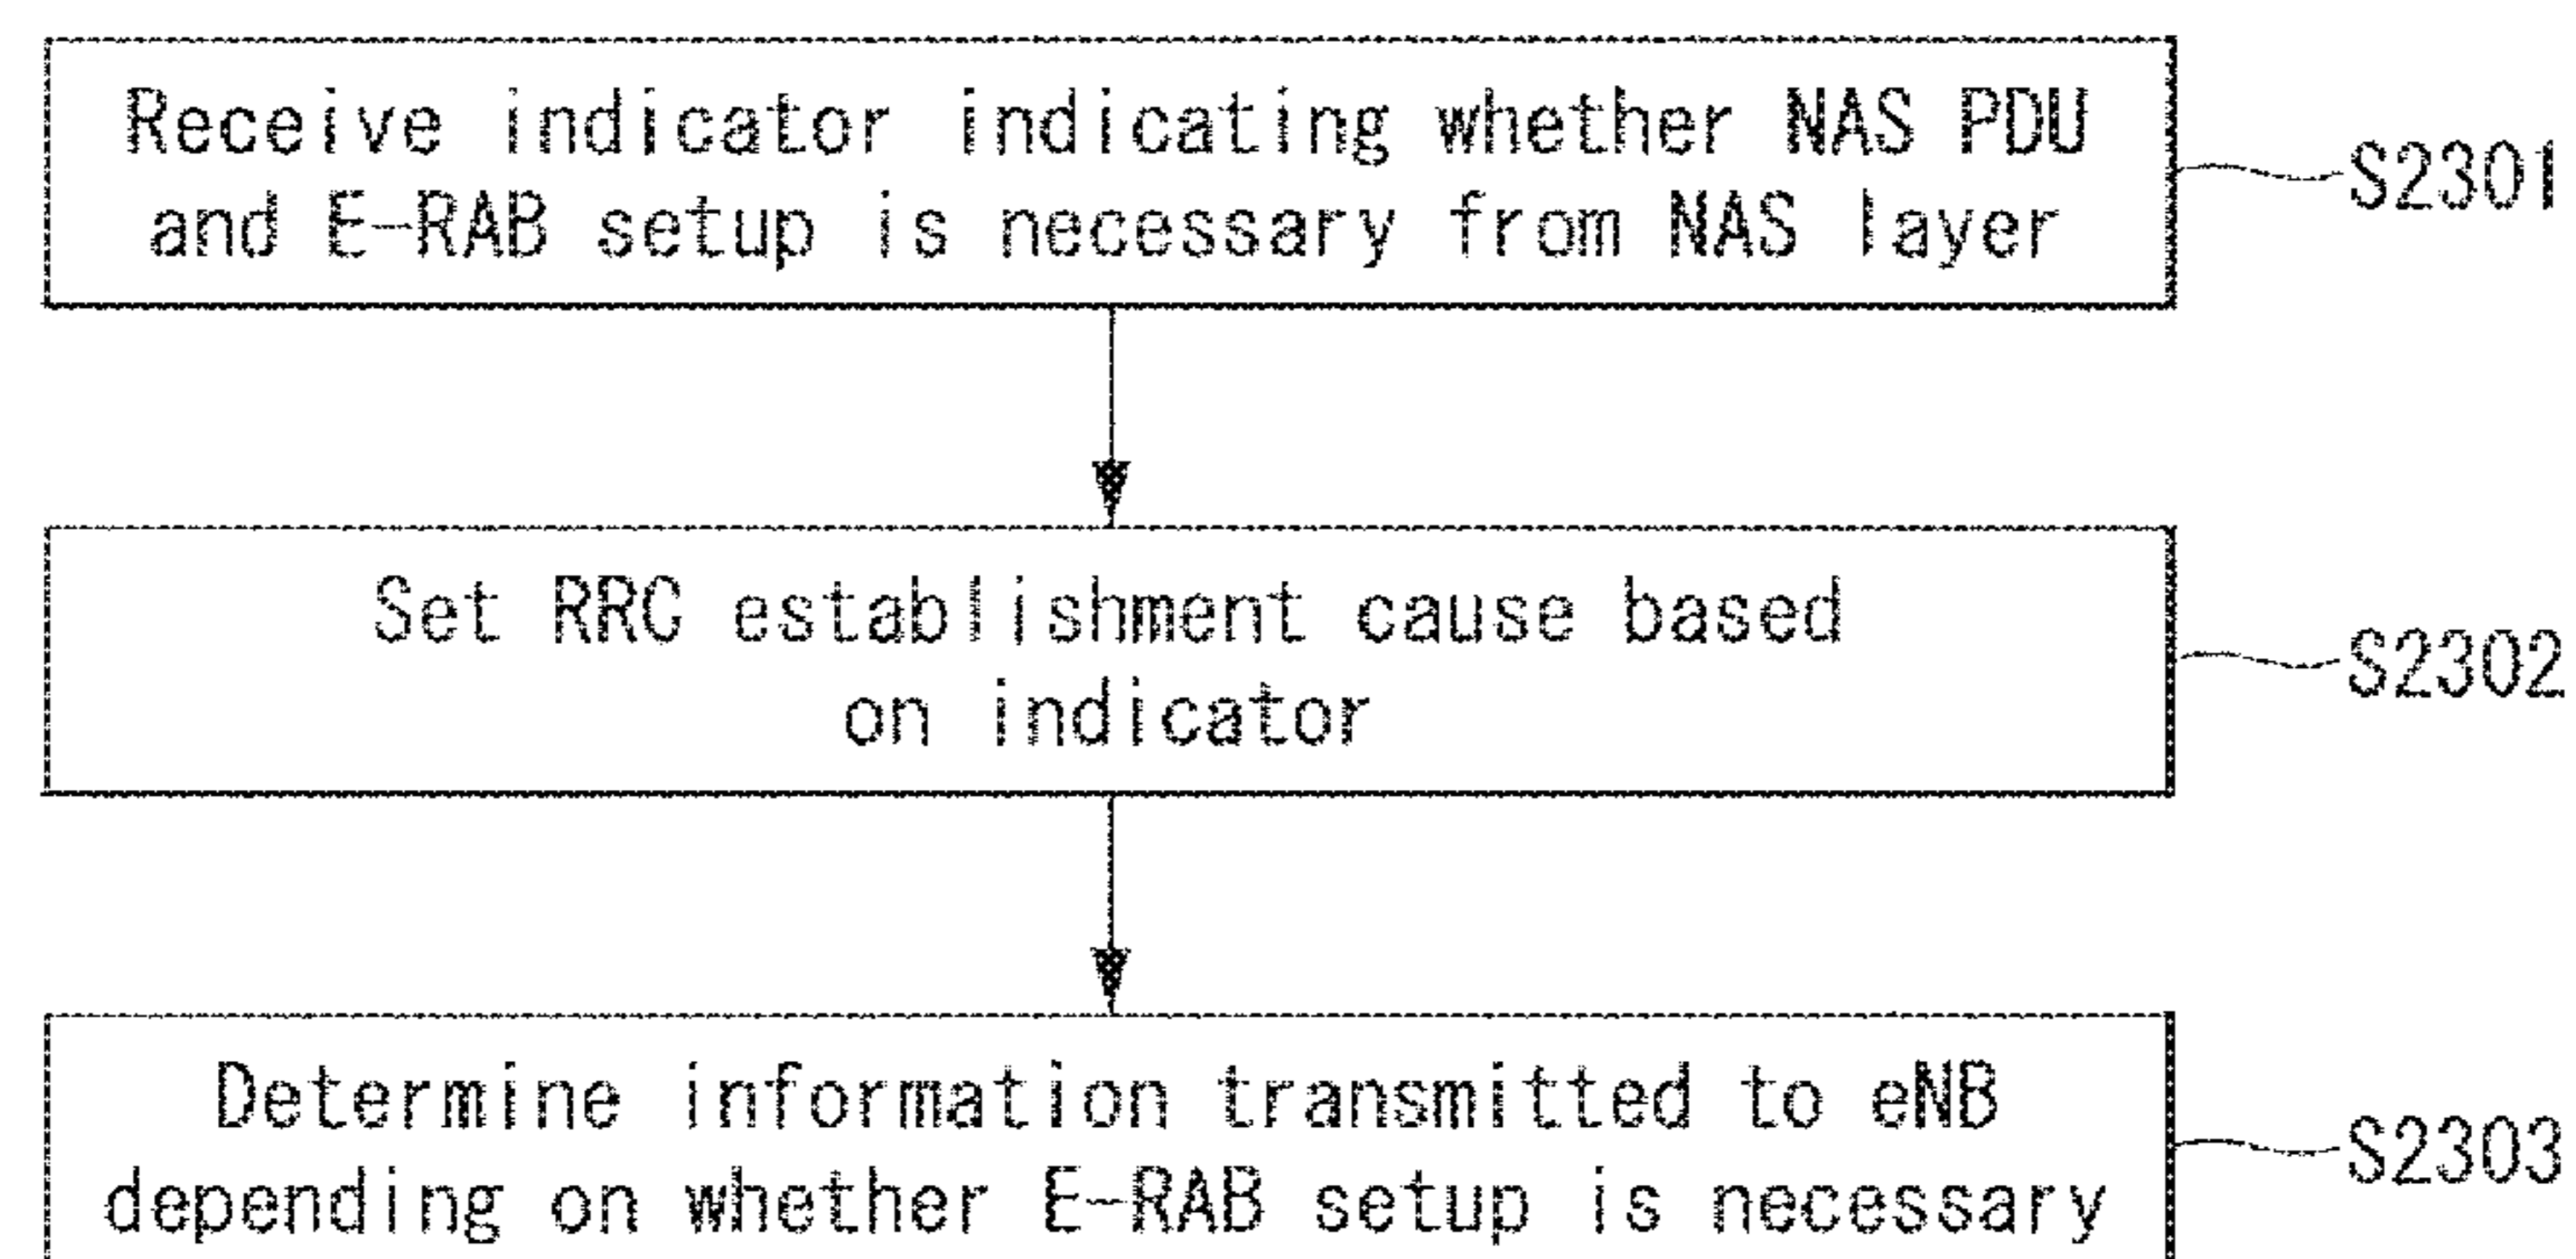 Receive indicator indicating whether NAS PDU
and E-RAB setup is necessary from NAS layer
S2301
Set RRC establishment cause based
on indicator
S2302
Determine information transmitted to eNB
depending on whether E-RAB setup is necessary
S2303